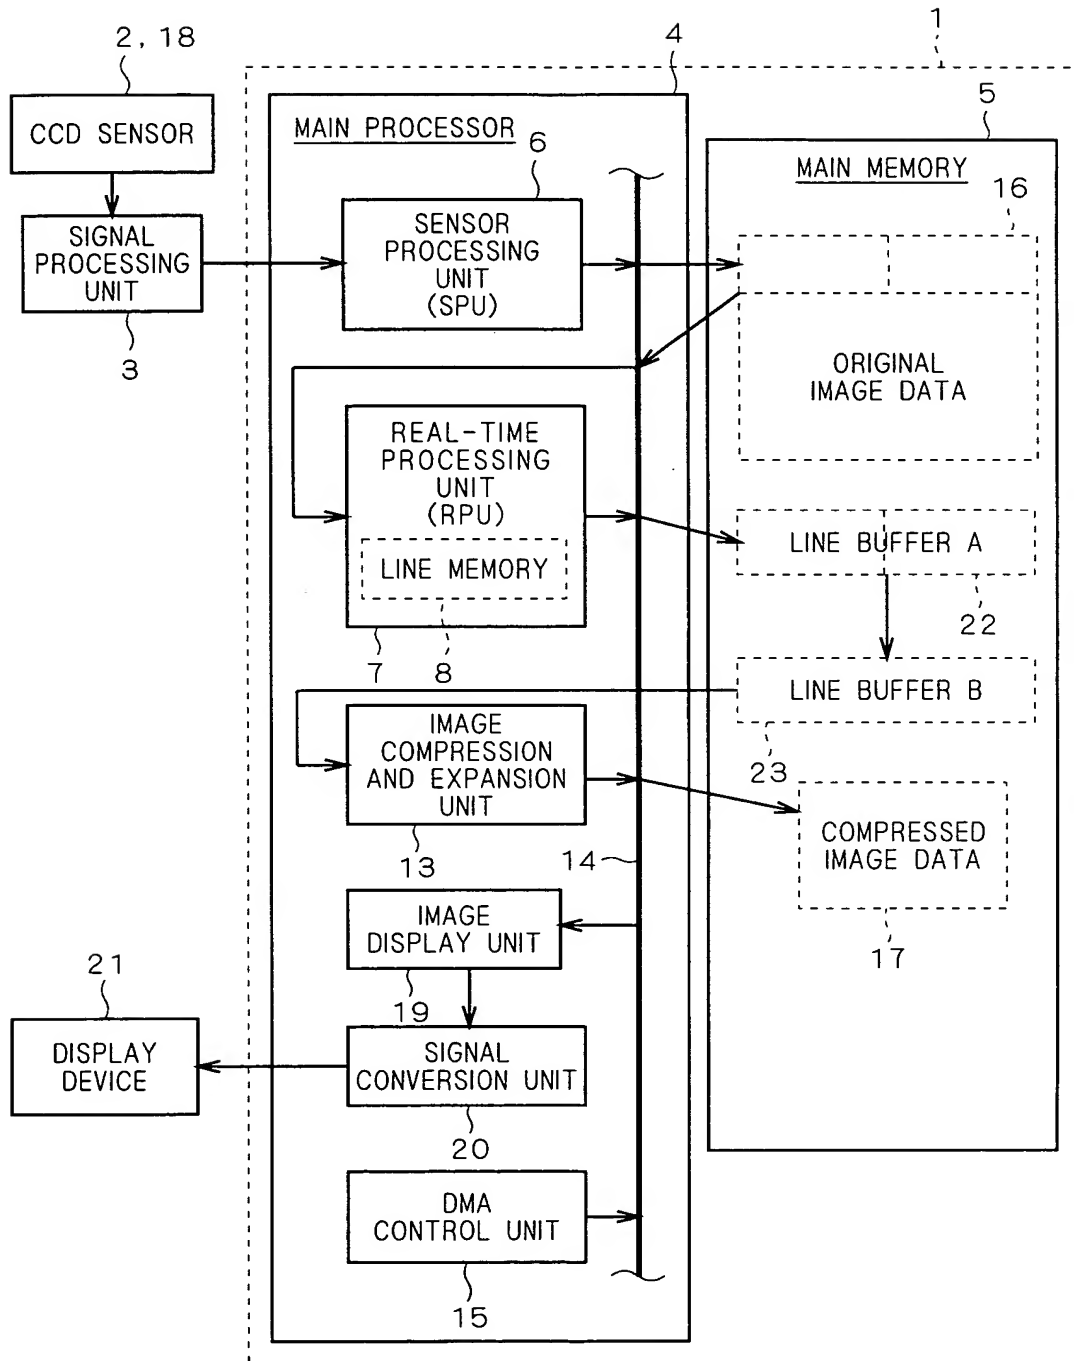 1
2, 18
4
5
CCD SENSOR
MAIN PROCESSOR
6
MAIN MEMORY
16
SIGNAL
PROCESSING
UNIT
3
SENSOR
PROCESSING
UNIT
(SPU)
ORIGINAL
IMAGE DATA
REAL-TIME
PROCESSING
UNIT
(RPU)
LINE MEMORY
7
8
LINE BUFFER A
22
LINE BUFFER B
23
IMAGE
COMPRESSION
AND EXPANSION
UNIT
13
14
COMPRESSED
IMAGE DATA
17
IMAGE
DISPLAY UNIT
19
21
DISPLAY
DEVICE
SIGNAL
CONVERSION UNIT
20
DMA
CONTROL UNIT
15